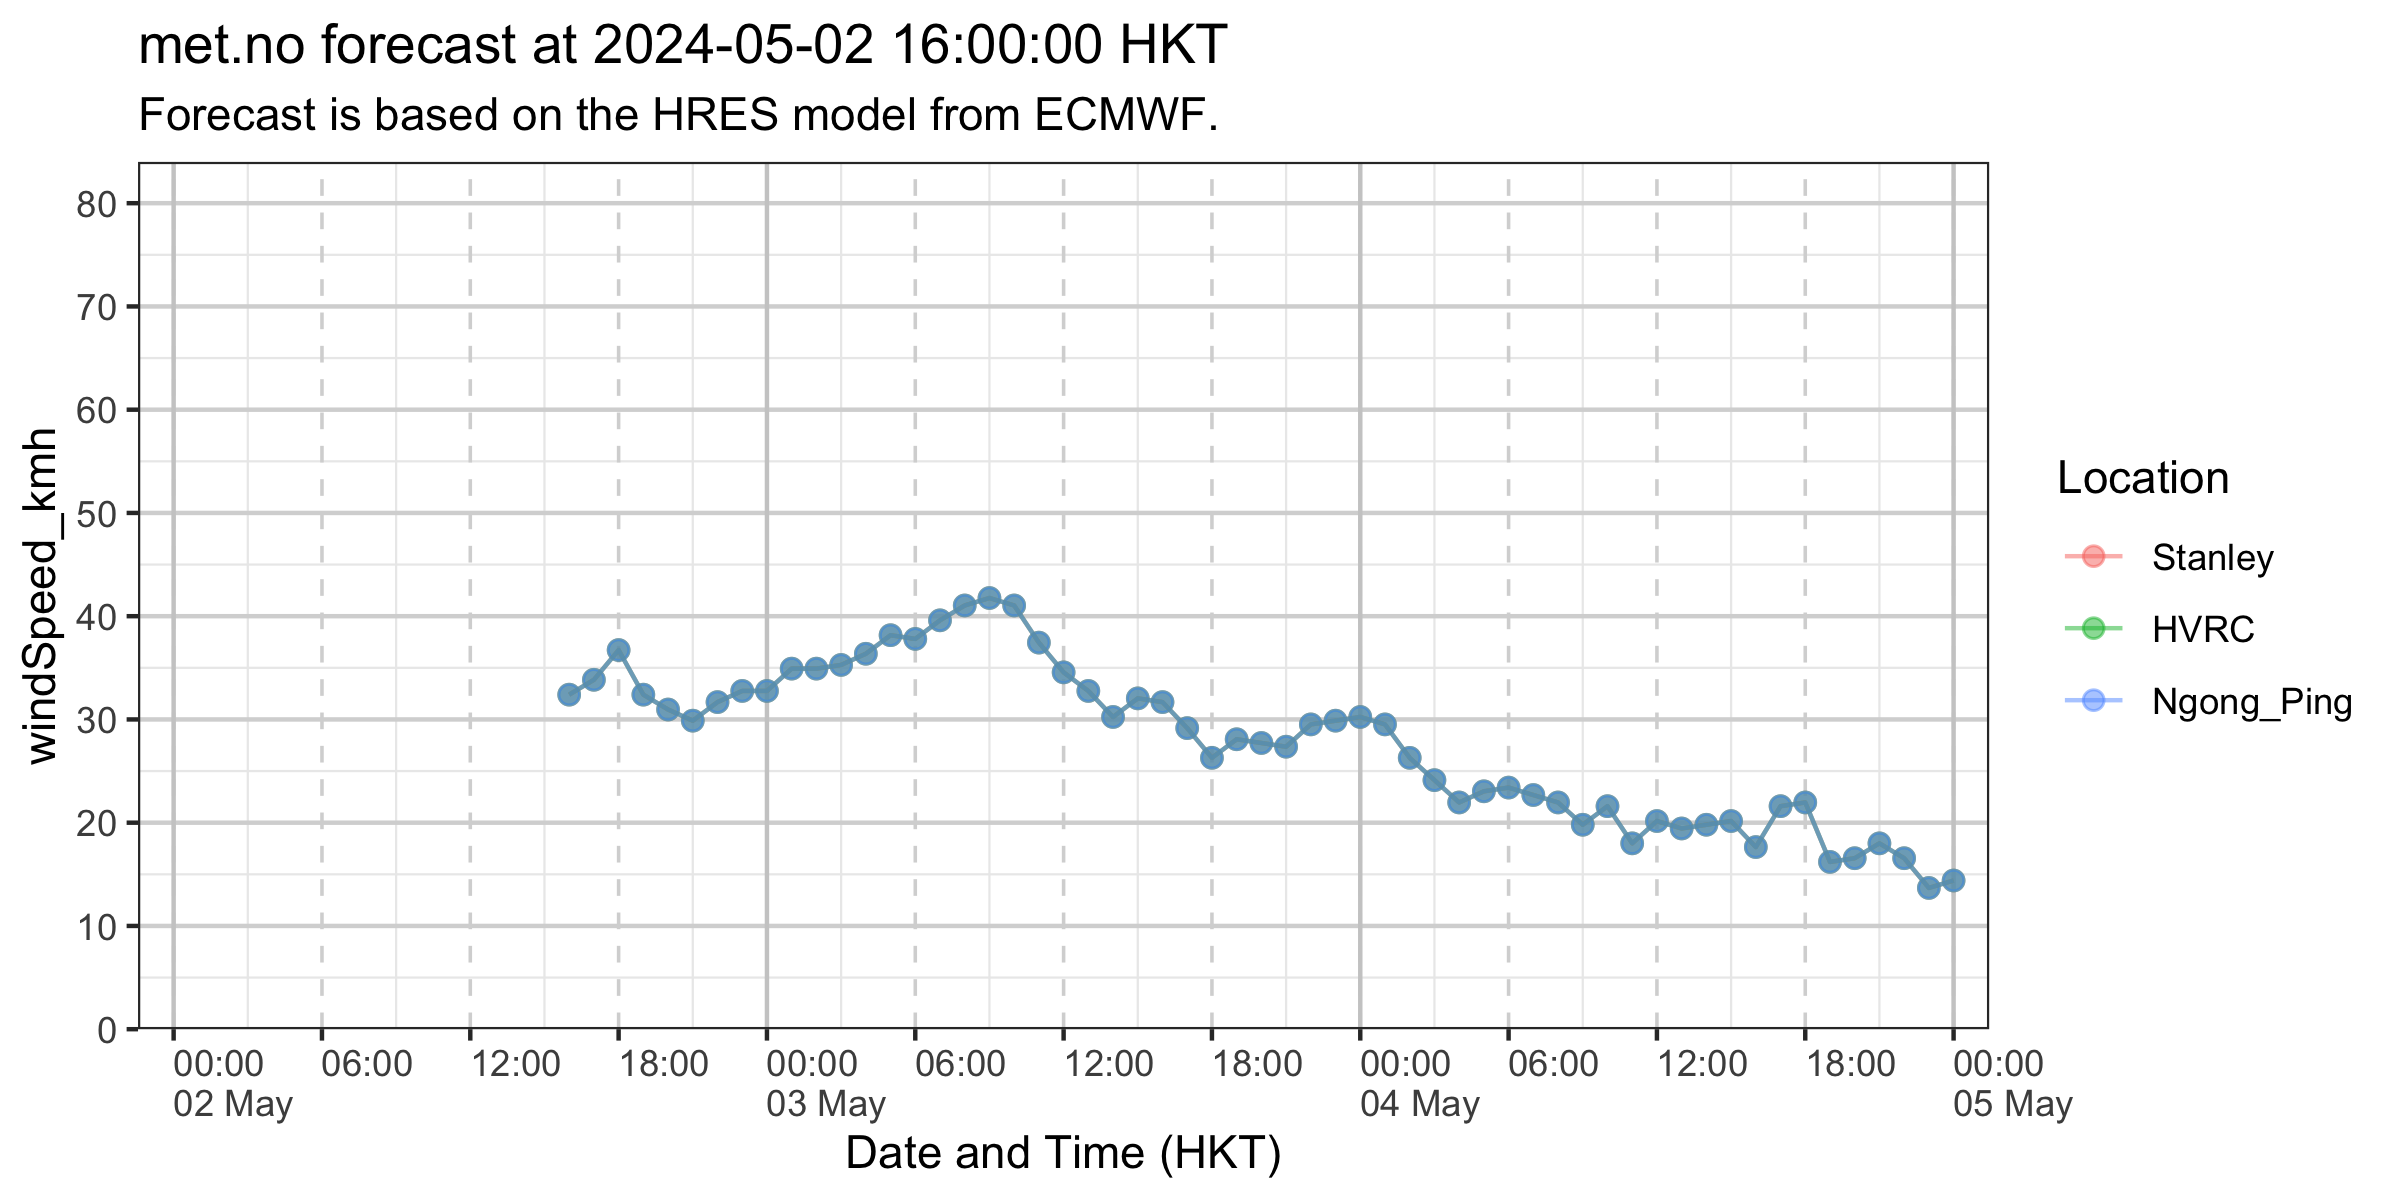 met.no forecast at 2024-05-02 16:00:00 HKT
Forecast is based on the HRES model from ECMWF.
windSpeed_kmh
80
70
60
50
40
30
20
10
0
00:00 06:00 12:00 18:00 00:00 06:00 12:00 18:00 00:00 06:00 12:00 18:00 00:00
02 May 03 May 04 May 05 May
Date and Time (HKT)
Location
Stanley
HVRC
Ngong_Ping